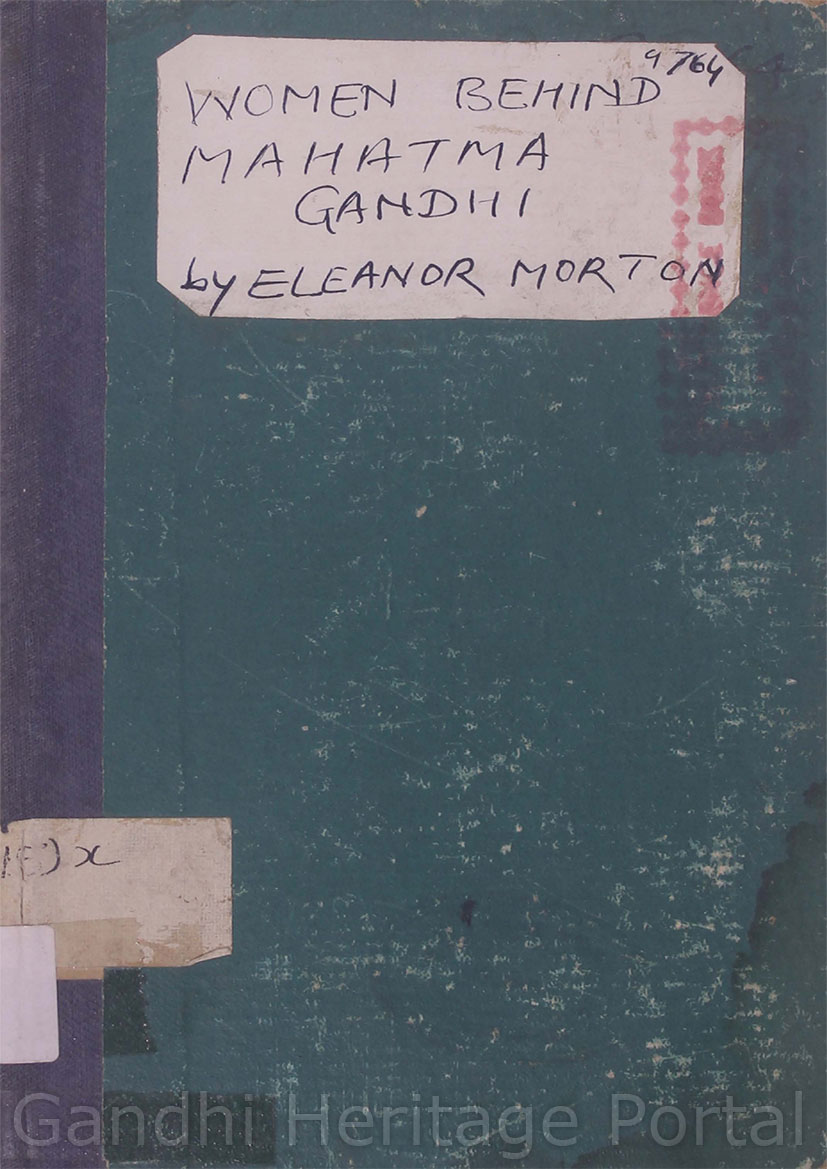 9764
WOMEN BEHIND
MAHATMA
GANDHI
by ELEANOR MORTON
) x
Gandhi Heritage Portal